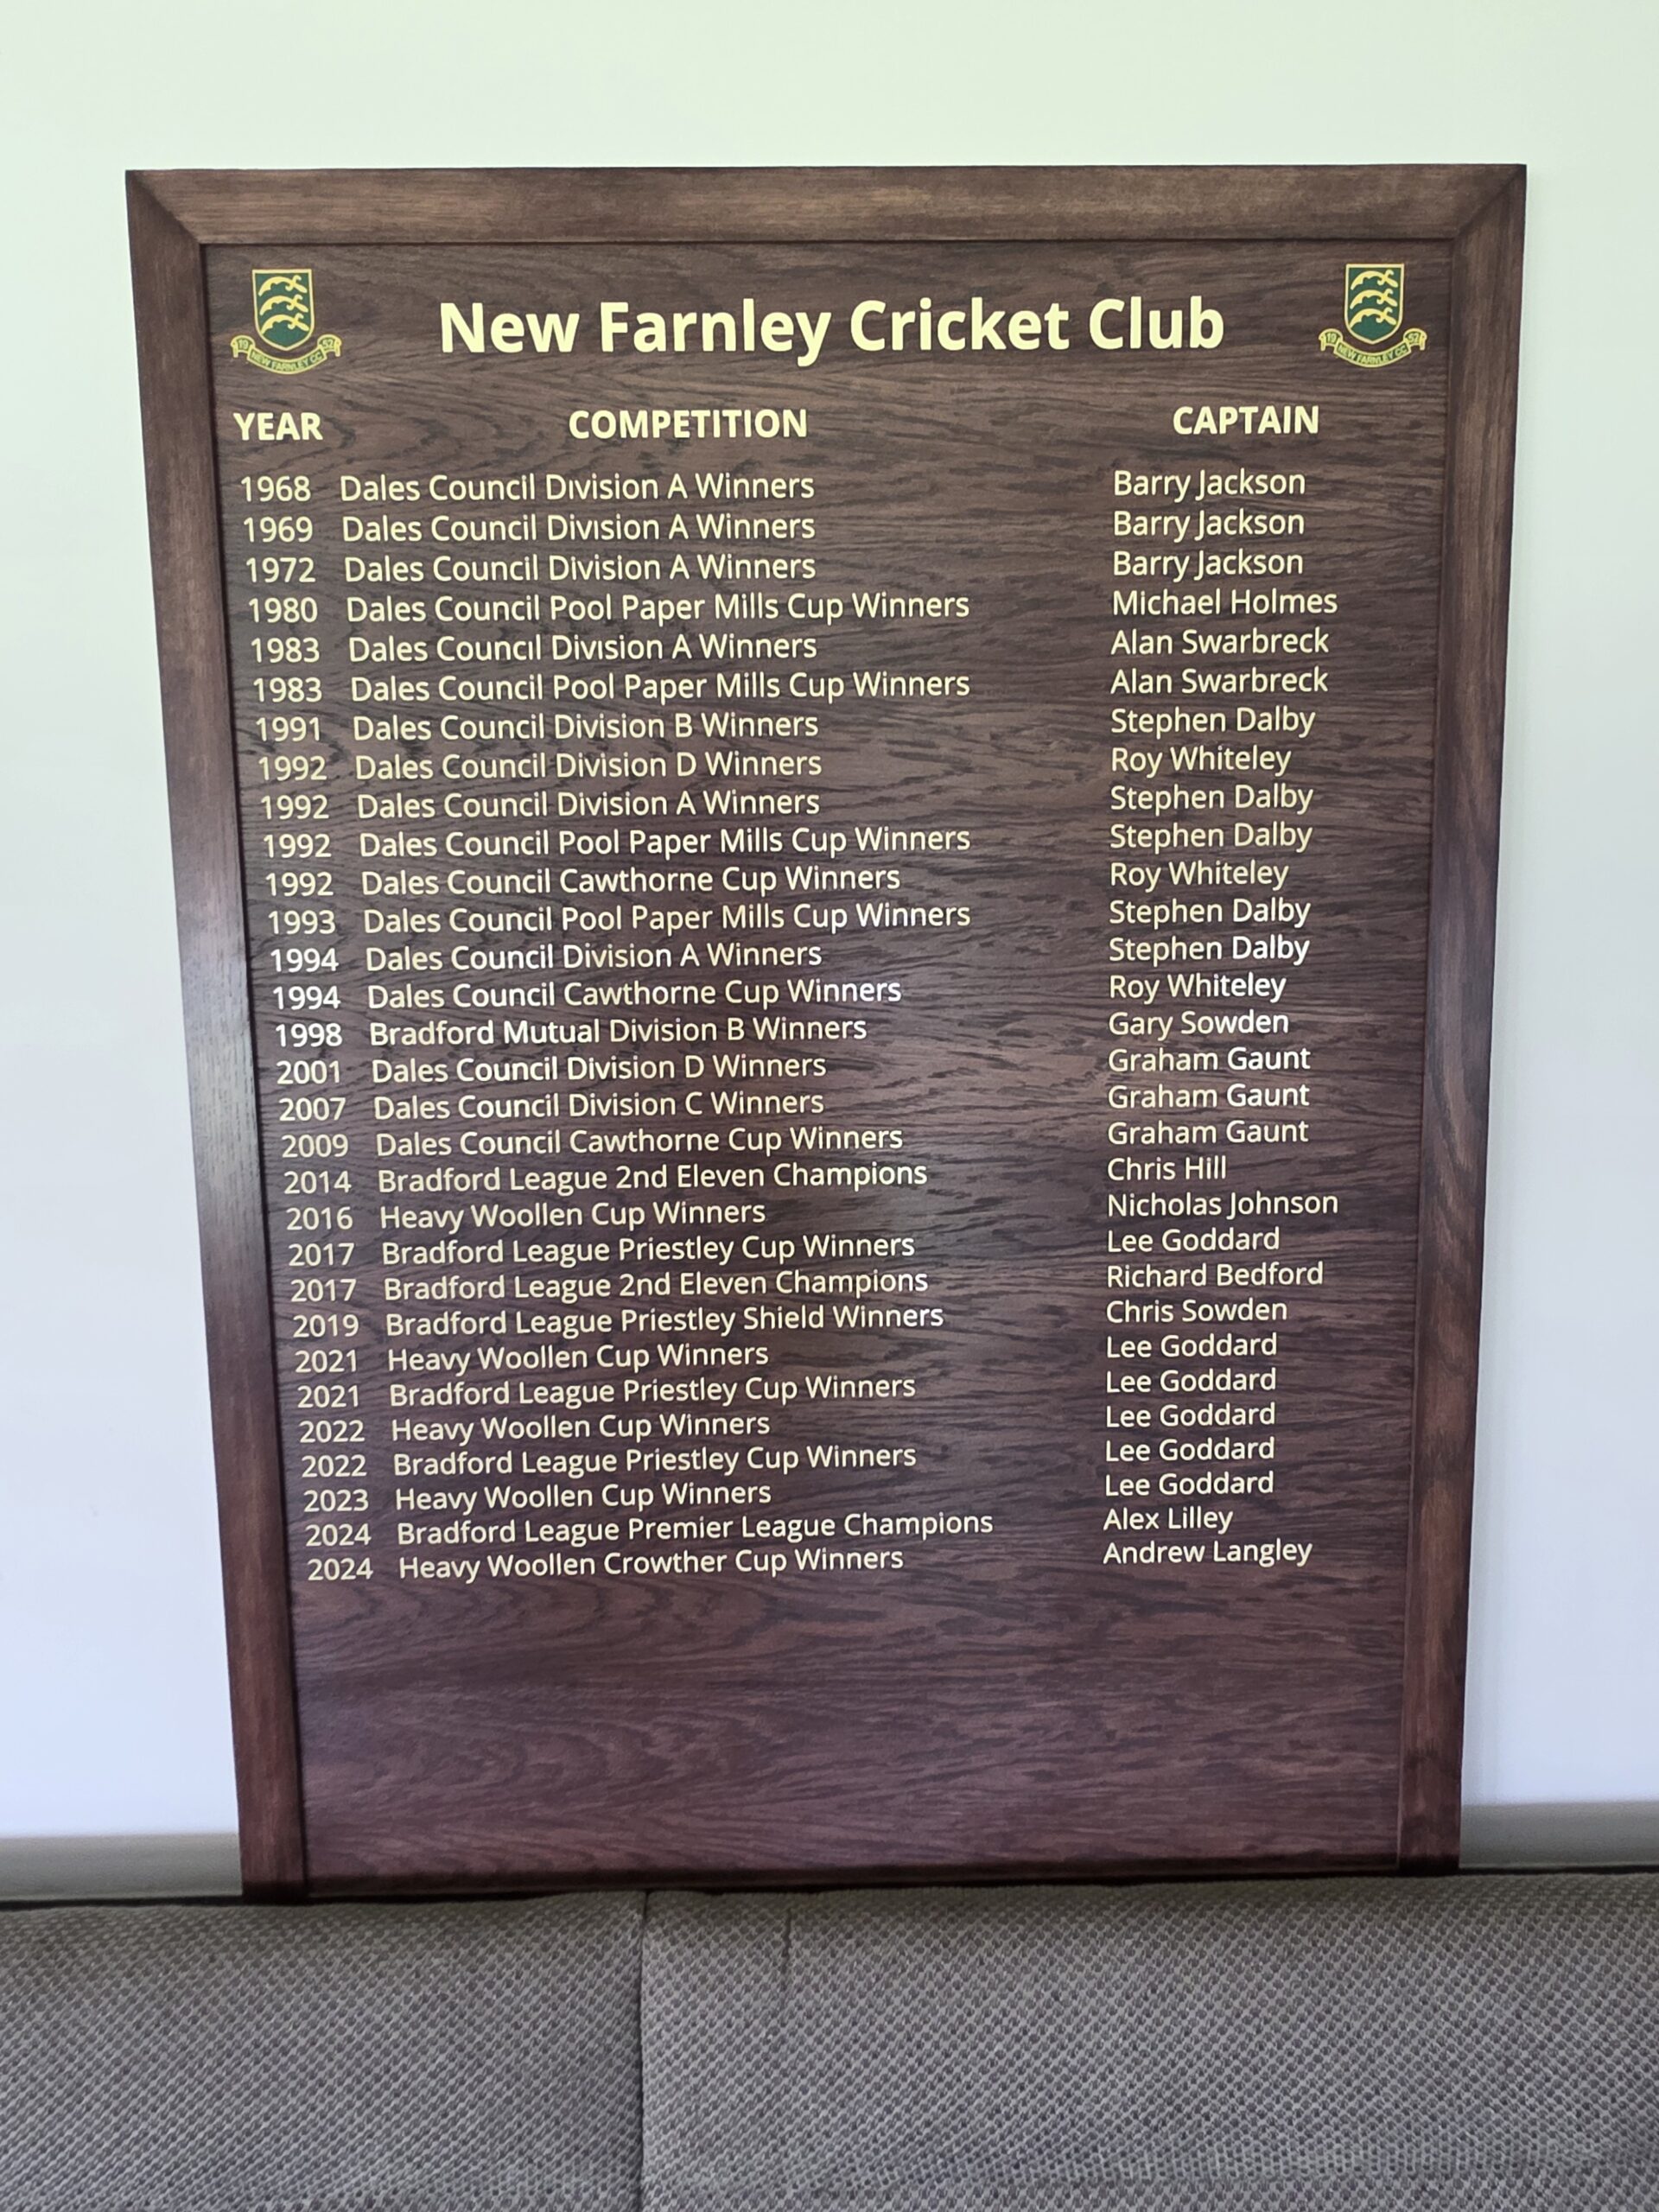 19 52
NEW FARNLEY CC
New Farnley Cricket Club
19 52
NEW FARNLEY CC
YEAR COMPETITION CAPTAIN
1968 Dales Council Division A Winners Barry Jackson
1969 Dales Council Division A Winners Barry Jackson
1972 Dales Council Division A Winners Barry Jackson
1980 Dales Council Pool Paper Mills Cup Winners Michael Holmes
1983 Dales Council Division A Winners Alan Swarbreck
1983 Dales Council Pool Paper Mills Cup Winners Alan Swarbreck
1991 Dales Council Division B Winners Stephen Dalby
1992 Dales Council Division D Winners Roy Whiteley
1992 Dales Council Division A Winners Stephen Dalby
1992 Dales Council Pool Paper Mills Cup Winners Stephen Dalby
1992 Dales Council Cawthorne Cup Winners Roy Whiteley
1993 Dales Council Pool Paper Mills Cup Winners Stephen Dalby
1994 Dales Council Division A Winners Stephen Dalby
1994 Dales Council Cawthorne Cup Winners Roy Whiteley
1998 Bradford Mutual Division B Winners Gary Sowden
2001 Dales Council Division D Winners Graham Gaunt
2007 Dales Council Division C Winners Graham Gaunt
2009 Dales Council Cawthorne Cup Winners Graham Gaunt
2014 Bradford League 2nd Eleven Champions Chris Hill
2016 Heavy Woollen Cup Winners Nicholas Johnson
2017 Bradford League Priestley Cup Winners Lee Goddard
2017 Bradford League 2nd Eleven Champions Richard Bedford
2019 Bradford League Priestley Shield Winners Chris Sowden
2021 Heavy Woollen Cup Winners Lee Goddard
2021 Bradford League Priestley Cup Winners Lee Goddard
2022 Heavy Woollen Cup Winners Lee Goddard
2022 Bradford League Priestley Cup Winners Lee Goddard
2023 Heavy Woollen Cup Winners Lee Goddard
2024 Bradford League Premier League Champions Alex Lilley
2024 Heavy Woollen Crowther Cup Winners Andrew Langley